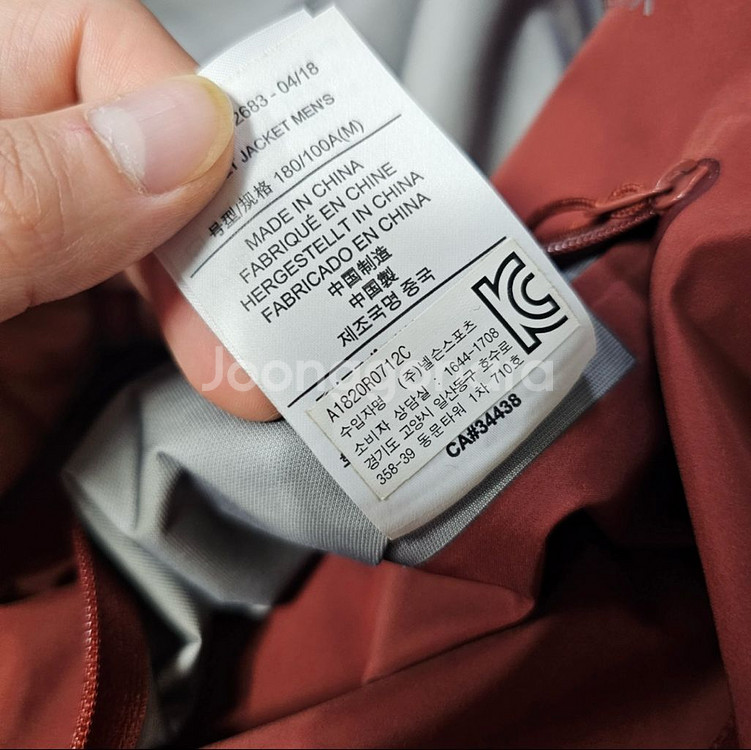 2683 - 04/18
JACKET MEN'S
号型/规格 180/100A(M)
MADE IN CHINA
FABRIQUÉ EN CHINE
HERGESTELLT IN CHINA
FABRICADO EN CHINA
中国制造
中國製
제조국명 중국
A1820R0712C
수입자명 (주)넬슨스포츠
소비자 상담실 1644-1708
경기도 고양시 일산동구 호수로
358-39 동문타워 1차 710호
CA#34438
Joonggonara